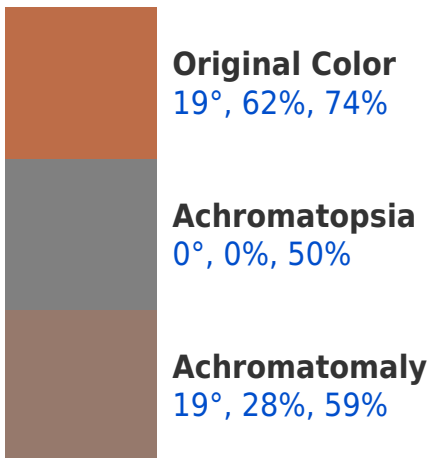 Original Color
19°, 62%, 74%
Achromatopsia
0°, 0%, 50%
Achromatomaly
19°, 28%, 59%